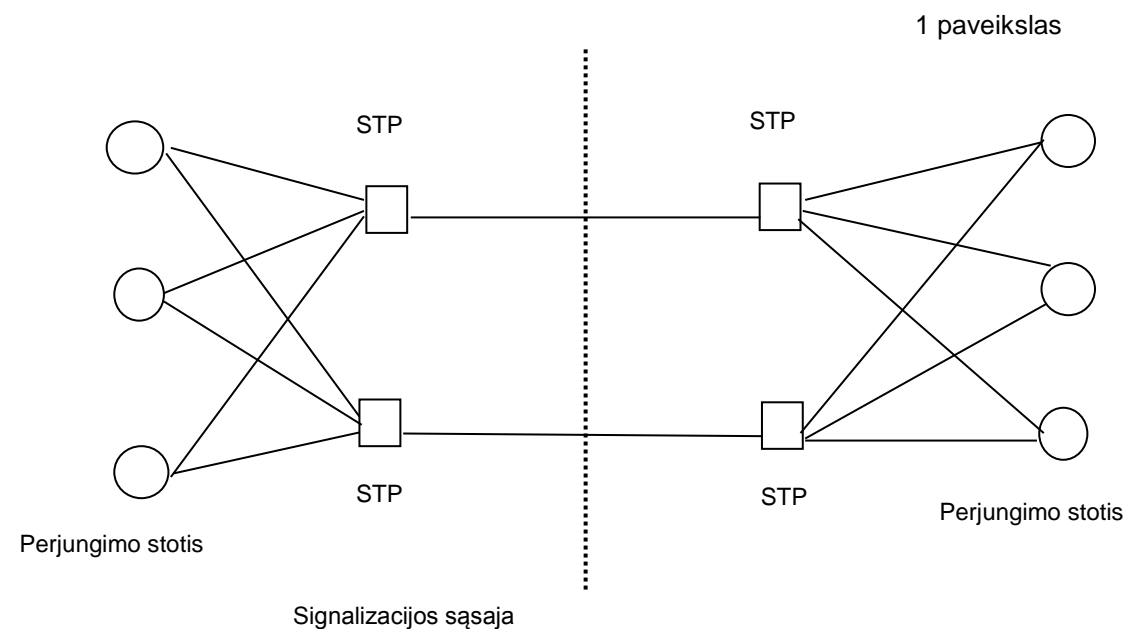 1 paveikslas
STP
STP
STP
STP
Perjungimo stotis
Perjungimo stotis
Signalizacijos sąsaja